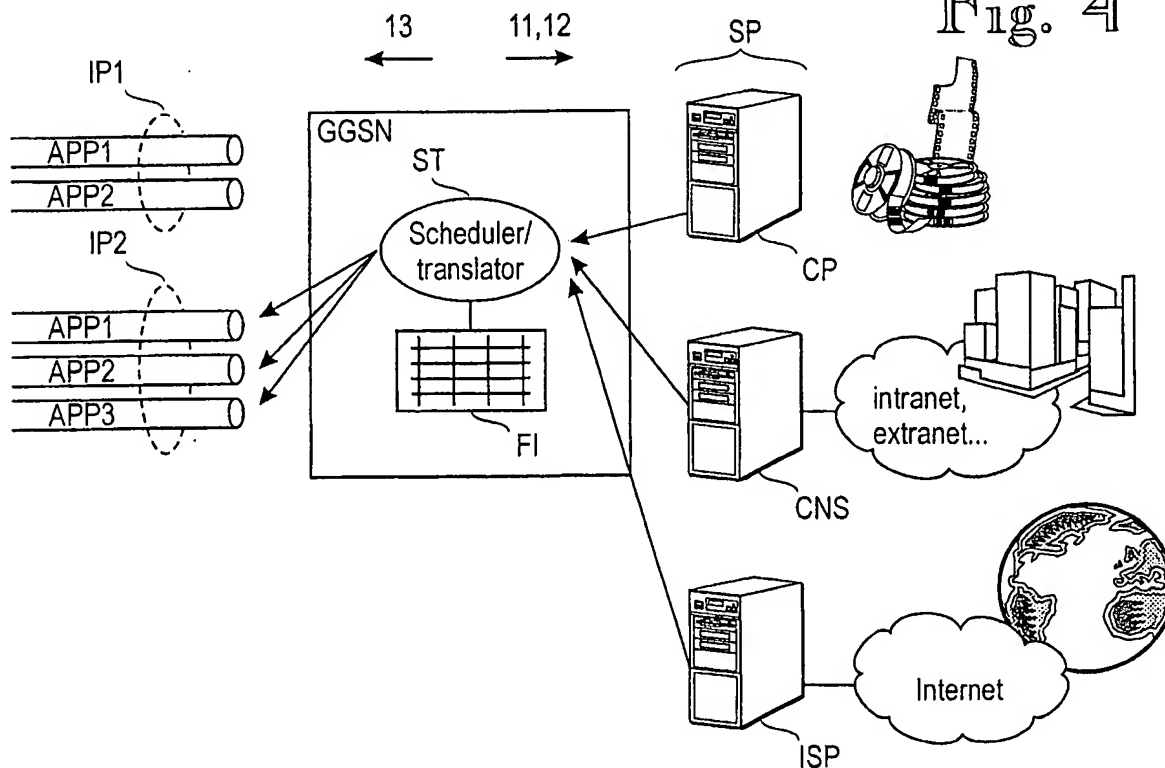 Fig. 4
13
11,12
SP
IP1
GGSN
APP1
APP2
ST
Scheduler/
translator
CP
IP2
APP1
APP2
APP3
FI
intranet,
extranet...
CNS
Internet
ISP